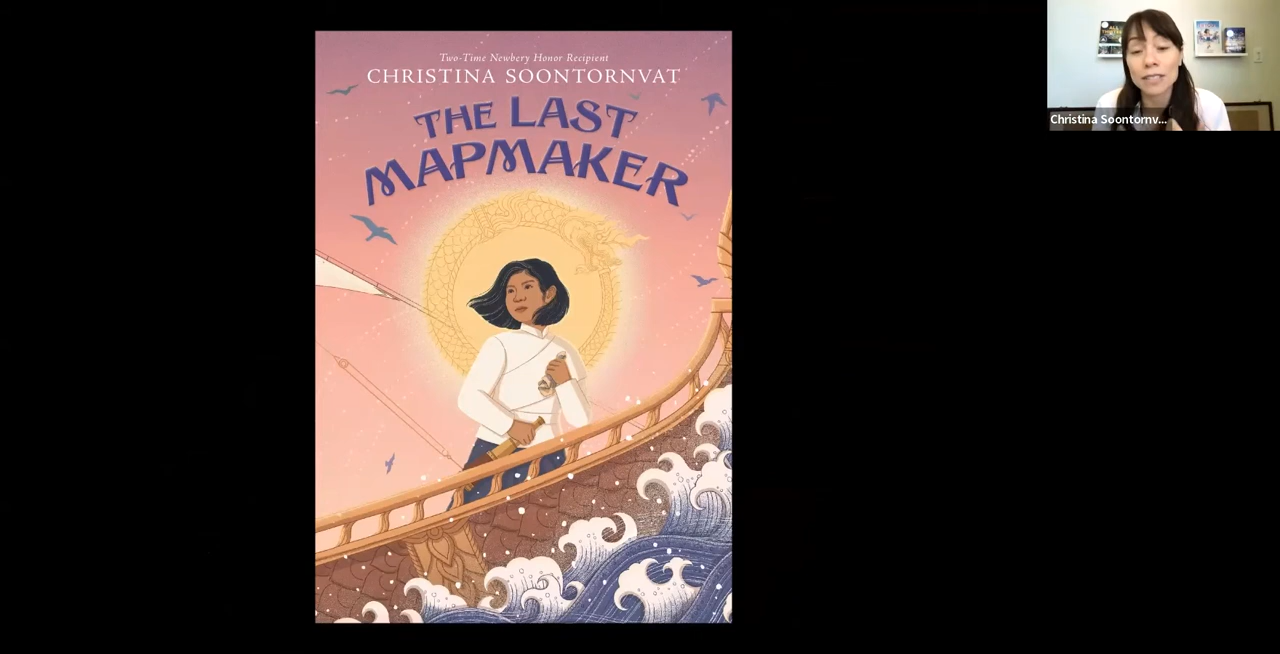 Two-Time Newbery Honor Recipient
CHRISTINA SOONTORNVAT
THE LAST
MAPMAKER
Christina Soontornv...